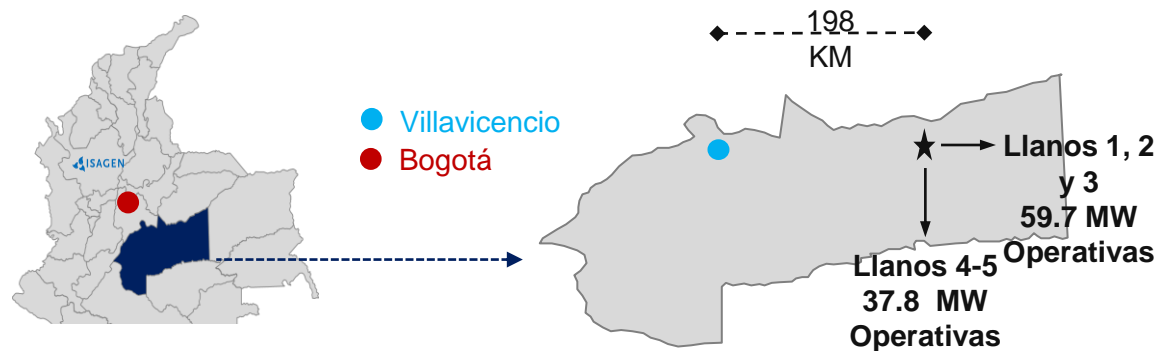 ISAGEN
Villavicencio
Bogotá
198
KM
Llanos 1, 2
y 3
59.7 MW
Operativas
Llanos 4-5
37.8 MW
Operativas